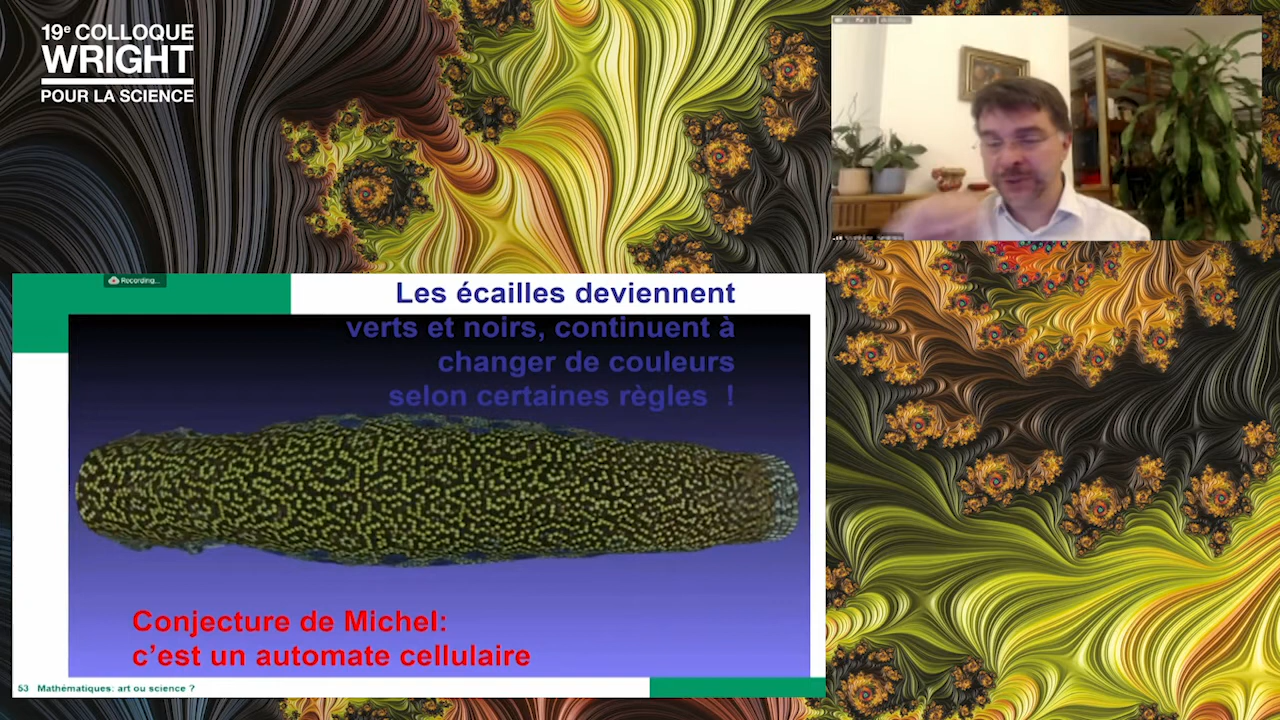 19e COLLOQUE
WRIGHT
POUR LA SCIENCE
Recording...
Les écailles deviennent
verts et noirs, continuent à
changer de couleurs
selon certaines règles !
Conjecture de Michel:
c'est un automate cellulaire
53 Mathématiques: art ou science ?